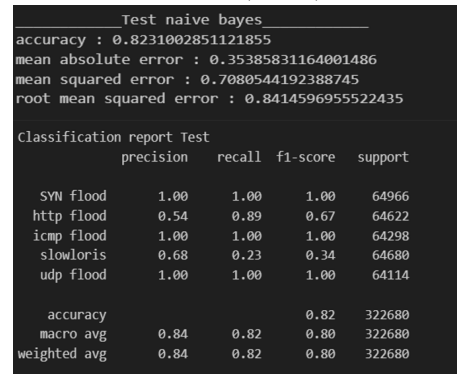 ____________Test naive bayes____________
accuracy : 0.8231002851121855
mean absolute error : 0.35385831164001486
mean squared error : 0.7080544192388745
root mean squared error : 0.8414596955522435
Classification report Test
precision recall f1-score support
SYN flood 1.00 1.00 1.00 64966
http flood 0.54 0.89 0.67 64622
icmp flood 1.00 1.00 1.00 64298
slowloris 0.68 0.23 0.34 64680
udp flood 1.00 1.00 1.00 64114
accuracy 0.82 322680
macro avg 0.84 0.82 0.80 322680
weighted avg 0.84 0.82 0.80 322680